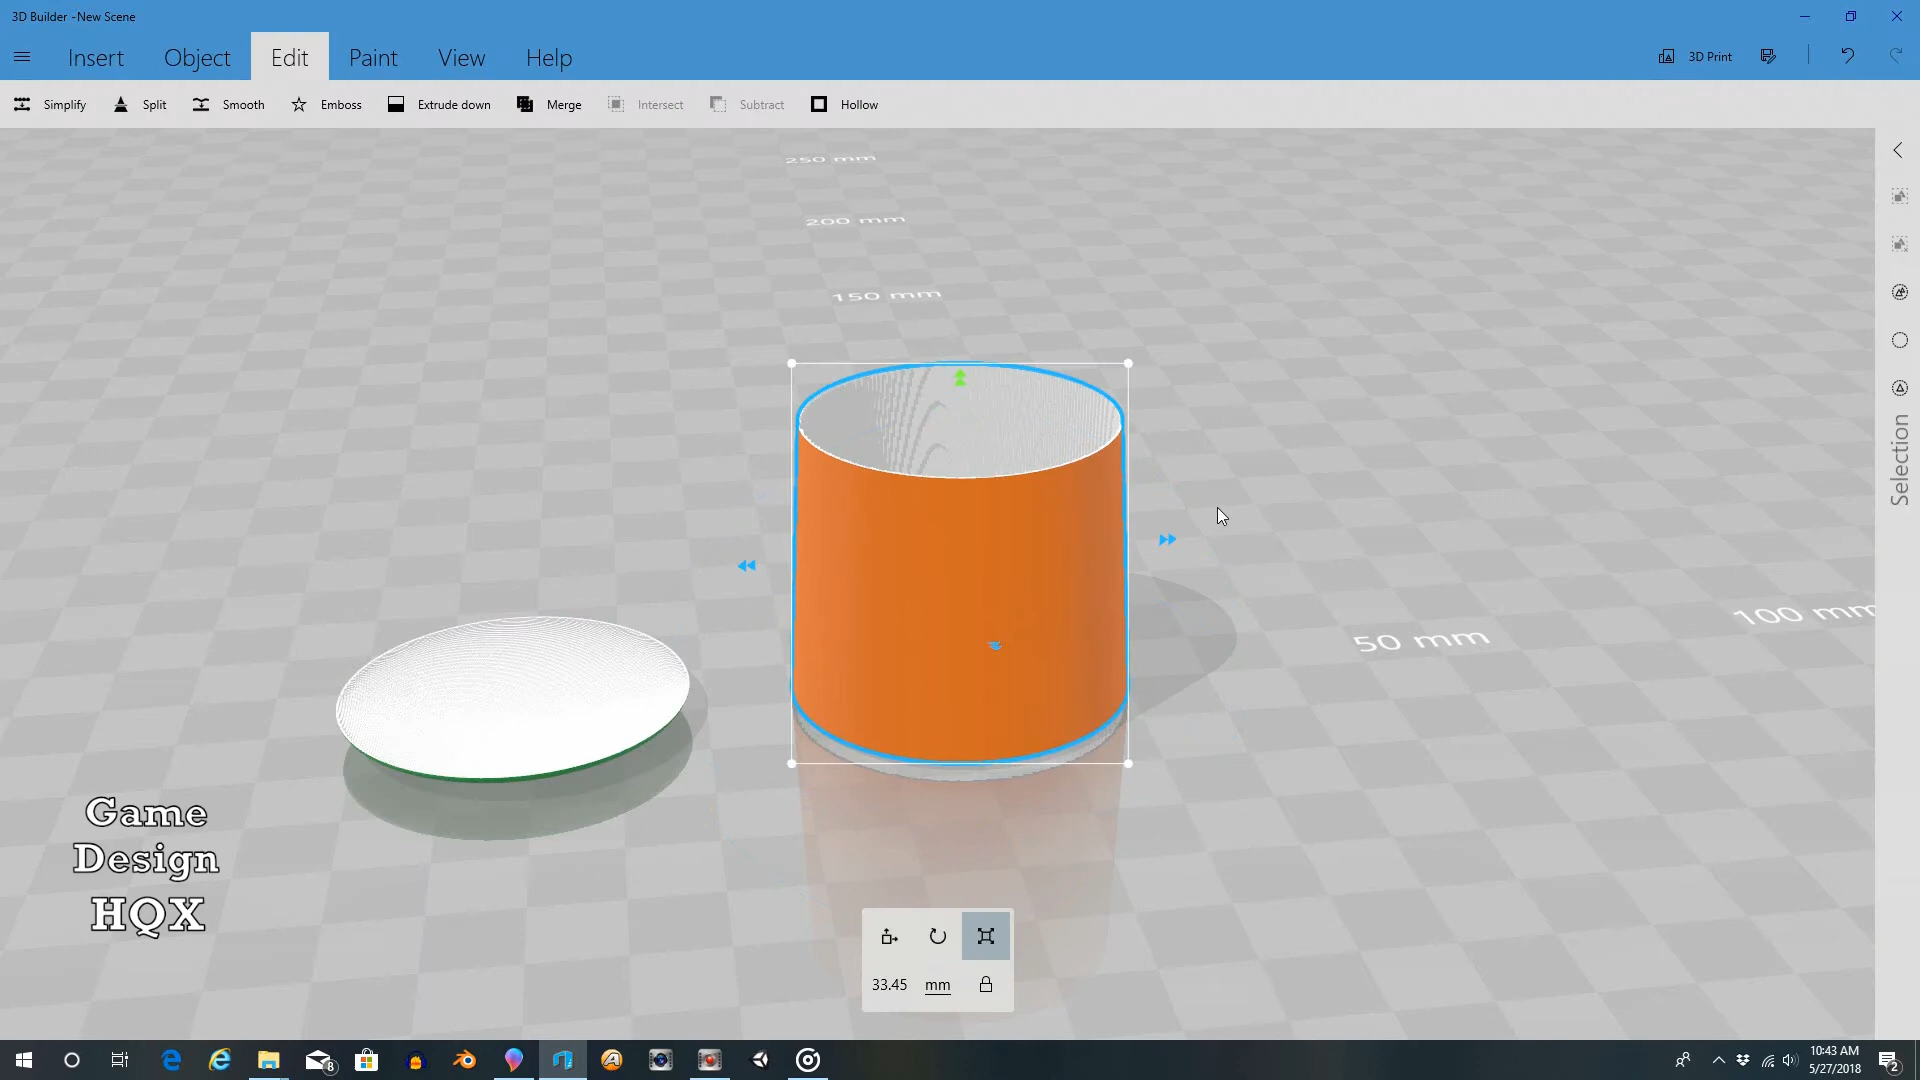 3D Builder -New Scene
Insert Object Edit Paint View Help
3D Print
Simplify Split Smooth Emboss Extrude down Merge Intersect Subtract Hollow
250 mm
200 mm
150 mm
100 mm
50 mm
Selection
Game
Design
HQX
33.45 mm
8
10:43 AM
5/27/2018
2